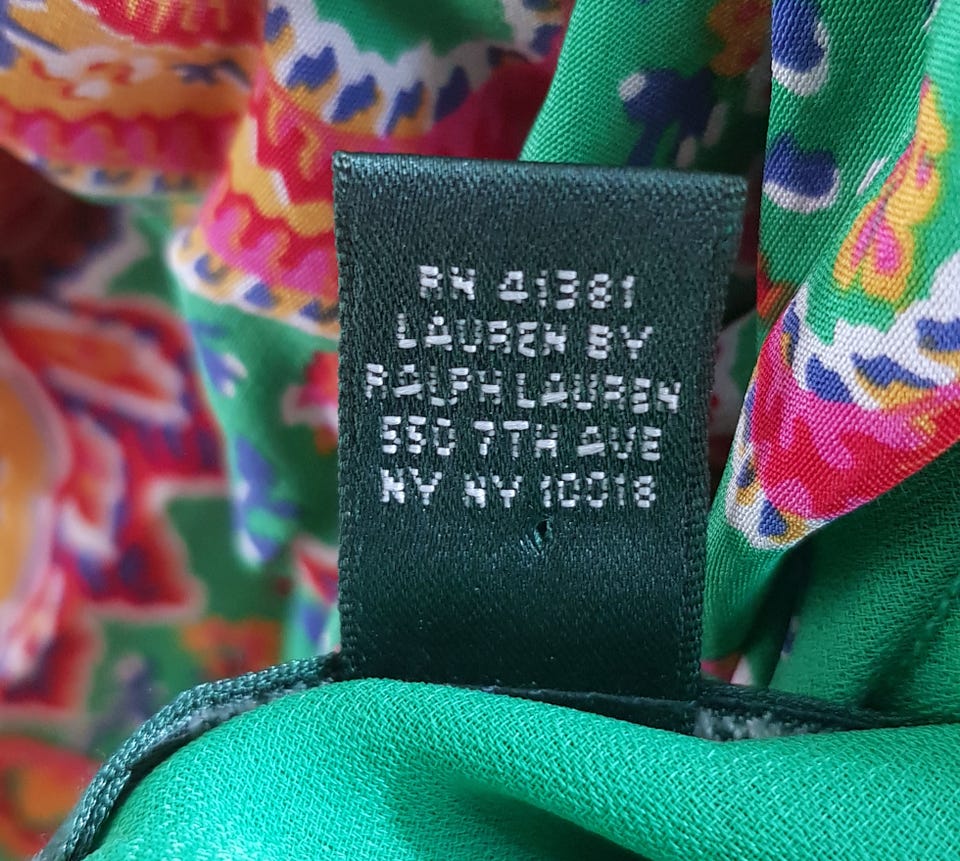 RN 41381
LAUREN BY
RALPH LAUREN
550 7TH AVE
NY NY 10018